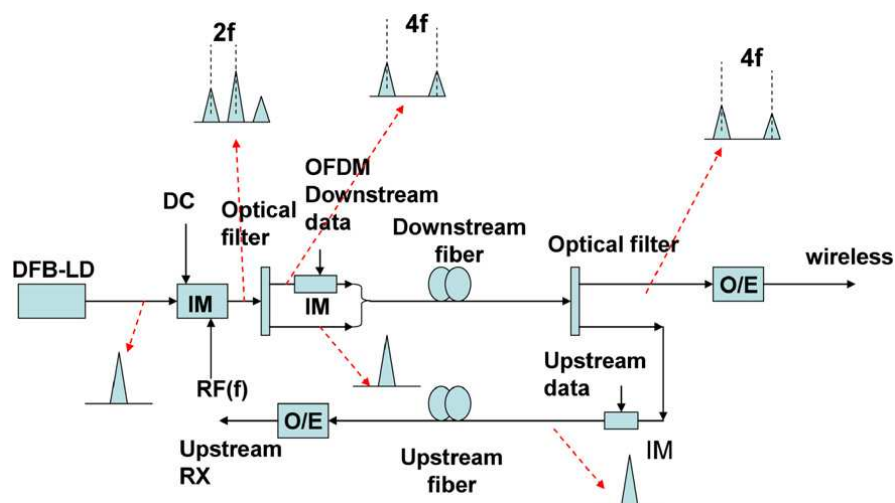 2f
4f
4f
OFDM
Downstream
data
DC
Optical
filter
Downstream
fiber
Optical filter
wireless
DFB-LD
IM
IM
O/E
RF(f)
Upstream
data
O/E
IM
Upstream
RX
Upstream
fiber